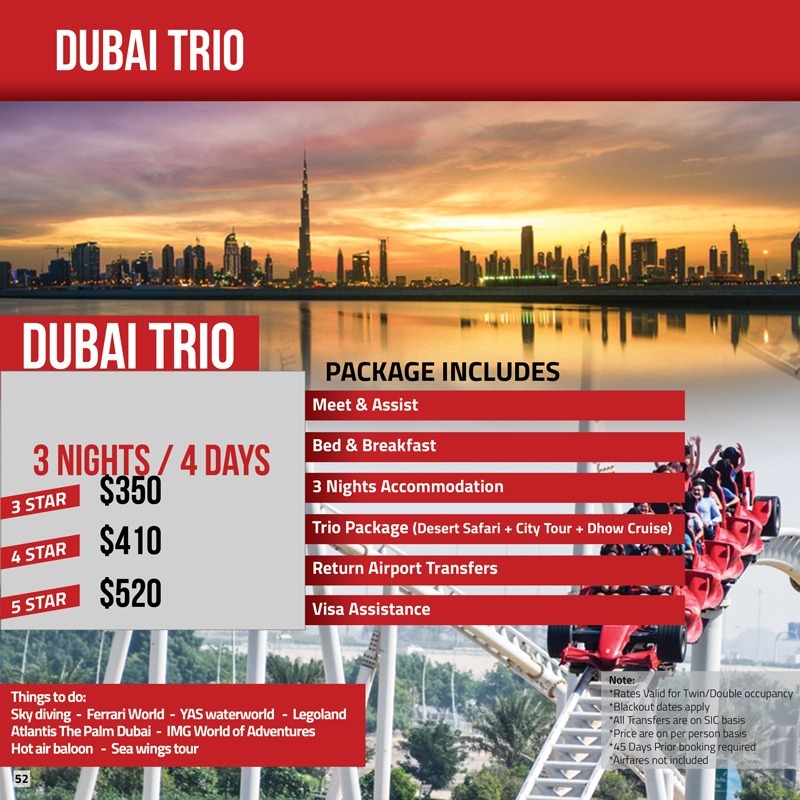 DUBAI TRIO
DUBAI TRIO
3 NIGHTS / 4 DAYS
3 STAR $350
4 STAR $410
5 STAR $520
PACKAGE INCLUDES
Meet & Assist
Bed & Breakfast
3 Nights Accommodation
Trio Package (Desert Safari + City Tour + Dhow Cruise)
Return Airport Transfers
Visa Assistance
Things to do:
Sky diving - Ferrari World - YAS waterworld - Legoland
Atlantis The Palm Dubai - IMG World of Adventures
Hot air baloon - Sea wings tour
Note:
*Rates Valid for Twin/Double occupancy
*Blackout dates apply
*All Transfers are on SIC basis
*Price are on per person basis
*45 Days Prior booking required
*Airfares not included
52